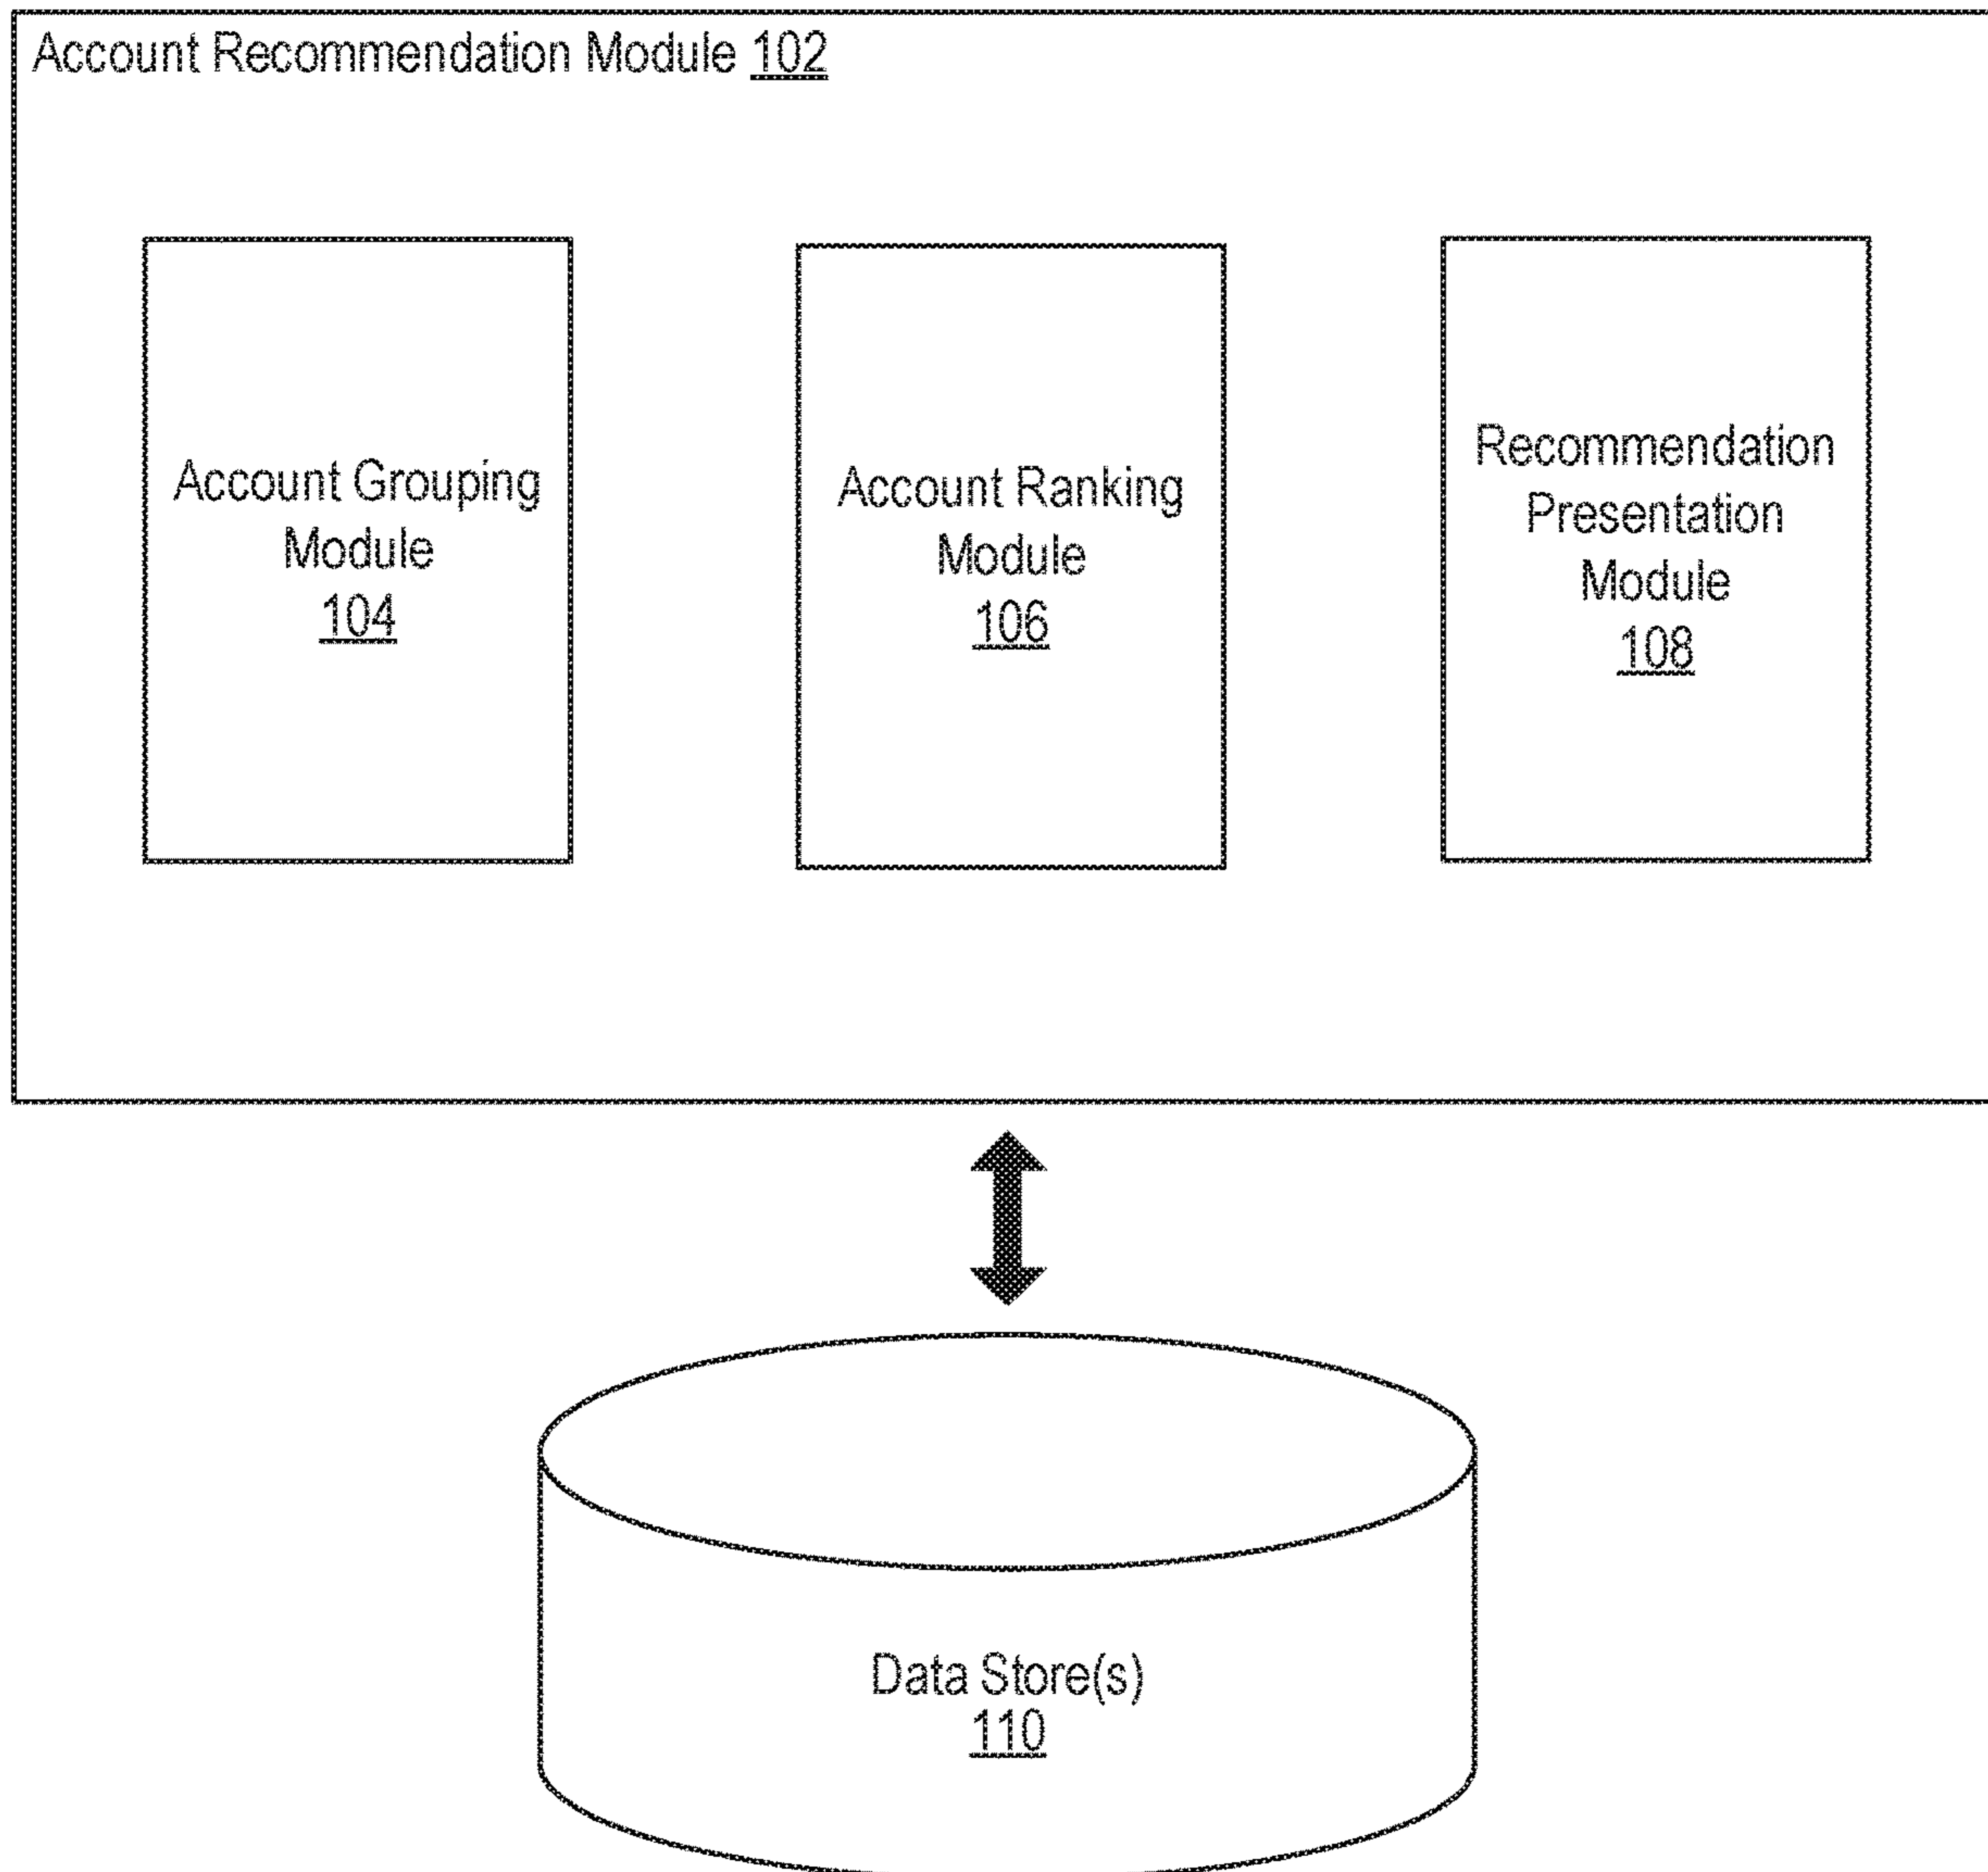 Account Recommendation Module 102
Account Grouping
Module
104
Account Ranking
Module
106
Recommendation
Presentation
Module
108
Data Store(s)
110